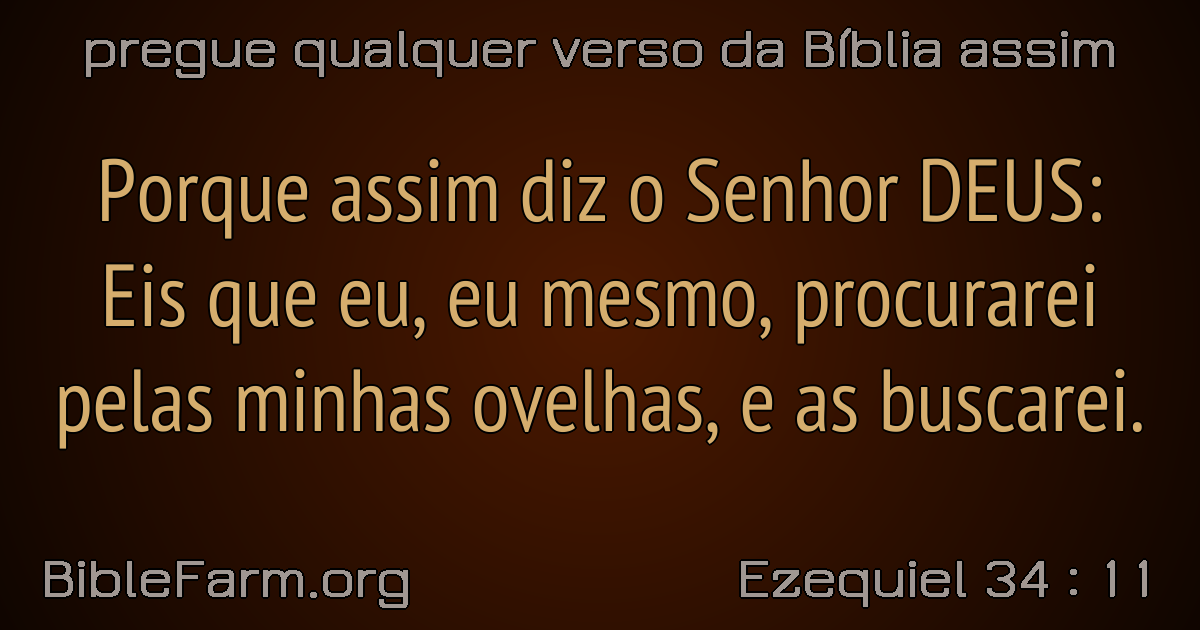 pregue qualquer verso da Bíblia assim
Porque assim diz o Senhor DEUS:
Eis que eu, eu mesmo, procurarei
pelas minhas ovelhas, e as buscarei.
BibleFarm.org
Ezequiel 34 : 11